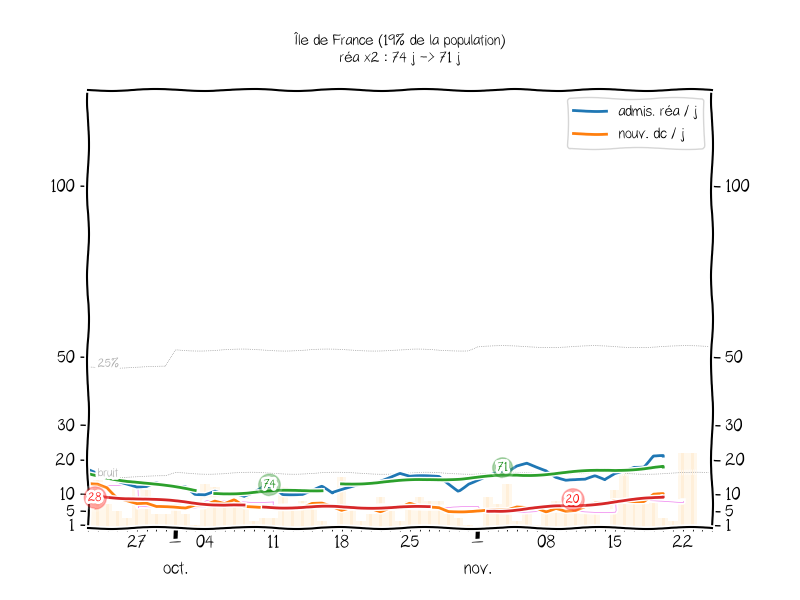 Île de France (19% de la population)
réa x2 : 74 j -> 71 j
admis. réa / j
nouv. dc / j
100 100
50 50
25%
30 30
20 20
bruit
71
74
28
20
10 10
5 5
1 1
27 04 11 18 25 08 15 22
oct. nov.